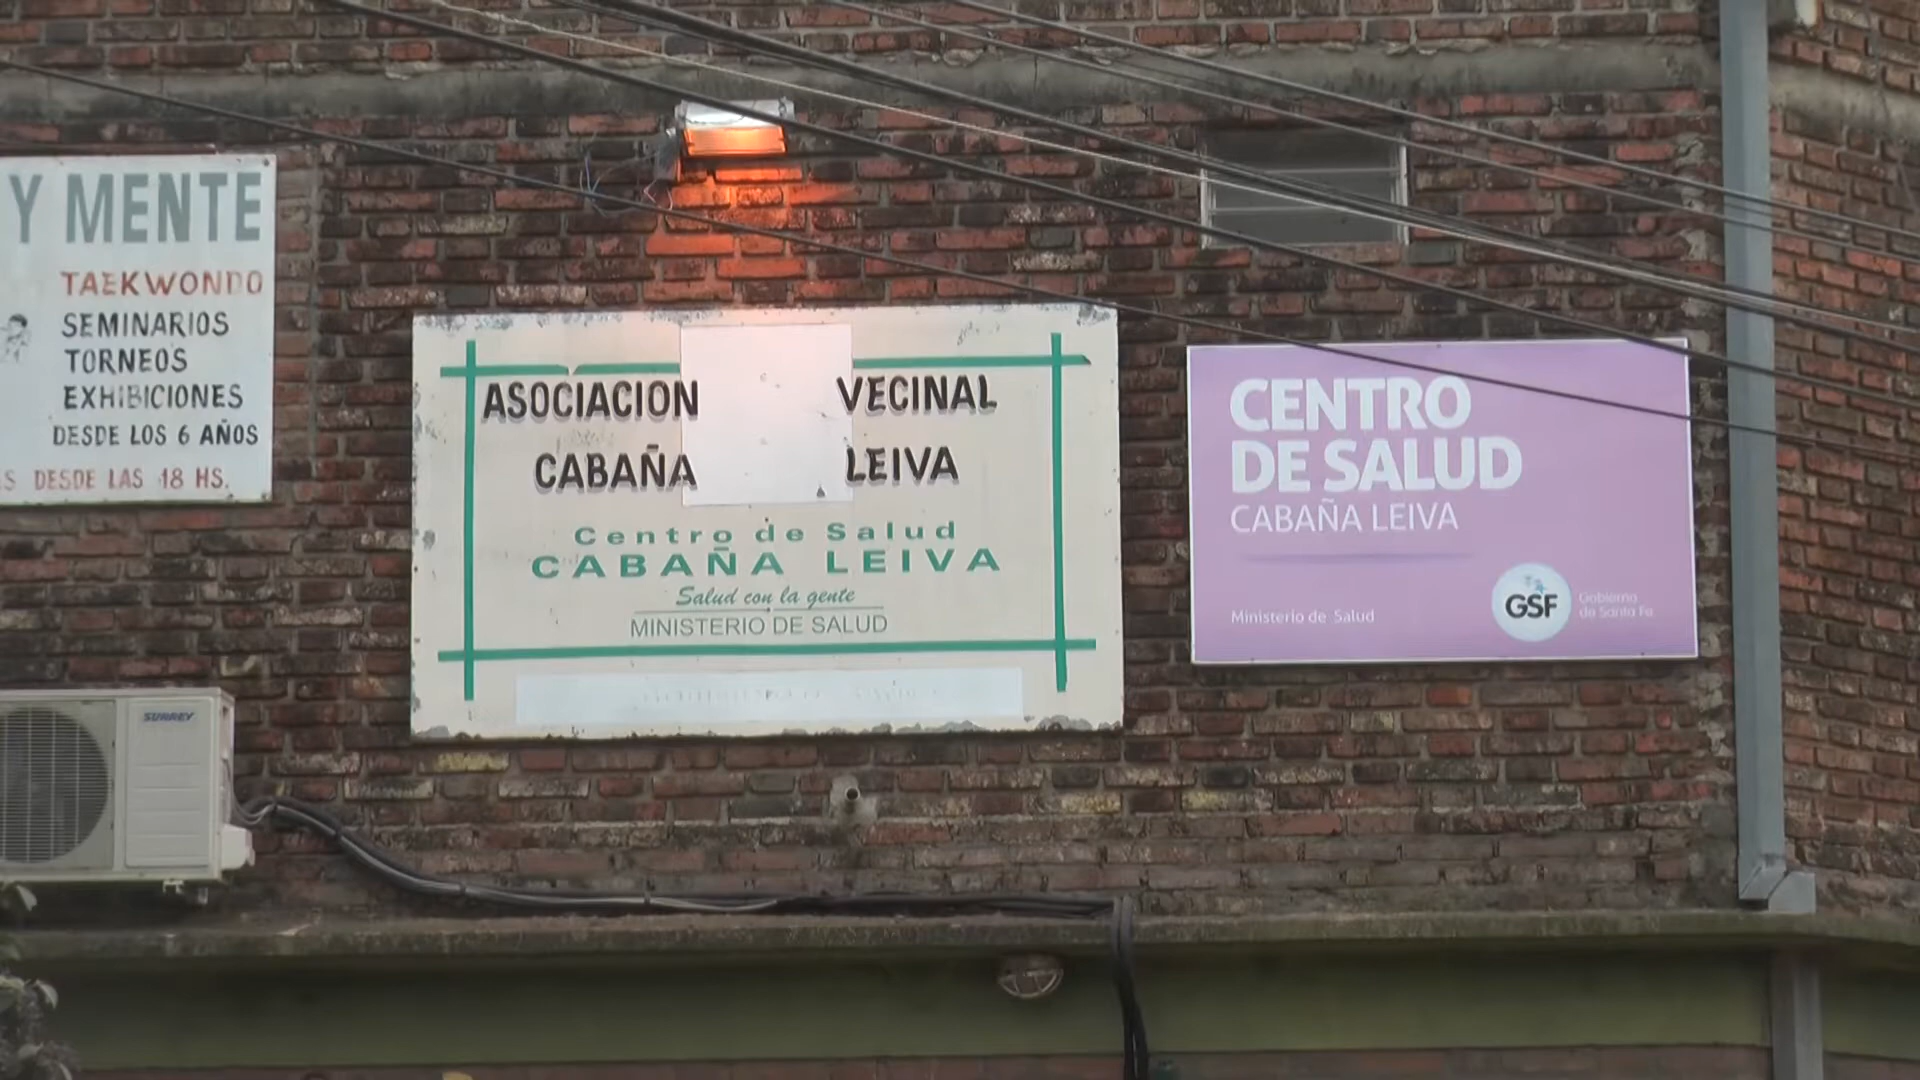 Y MENTE
TAEKWONDO
SEMINARIOS
TORNEOS
EXHIBICIONES
DESDE LOS 6 AÑOS
S DESDE LAS 18 HS.
SURREY
ASOCIACION VECINAL
CABAÑA LEIVA
Centro de Salud
CABAÑA LEIVA
Salud con la gente
MINISTERIO DE SALUD
CENTRO
DE SALUD
CABAÑA LEIVA
Ministerio de Salud
GSF
Gobierno
de Santa Fe